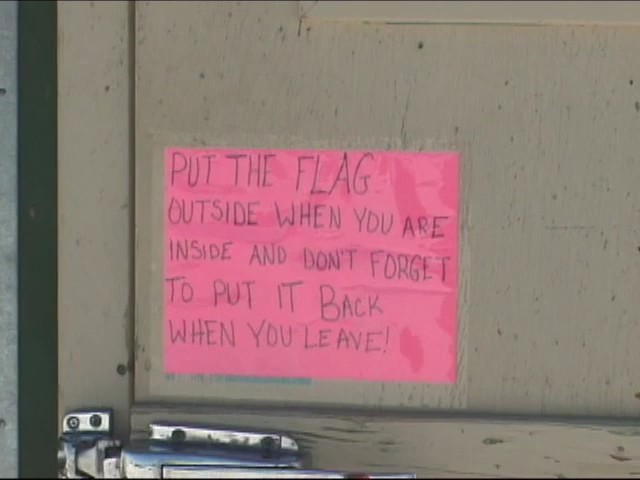 PUT THE FLAG
OUTSIDE WHEN YOU ARE
INSIDE AND DON'T FORGET
TO PUT IT BACK
WHEN YOU LEAVE!